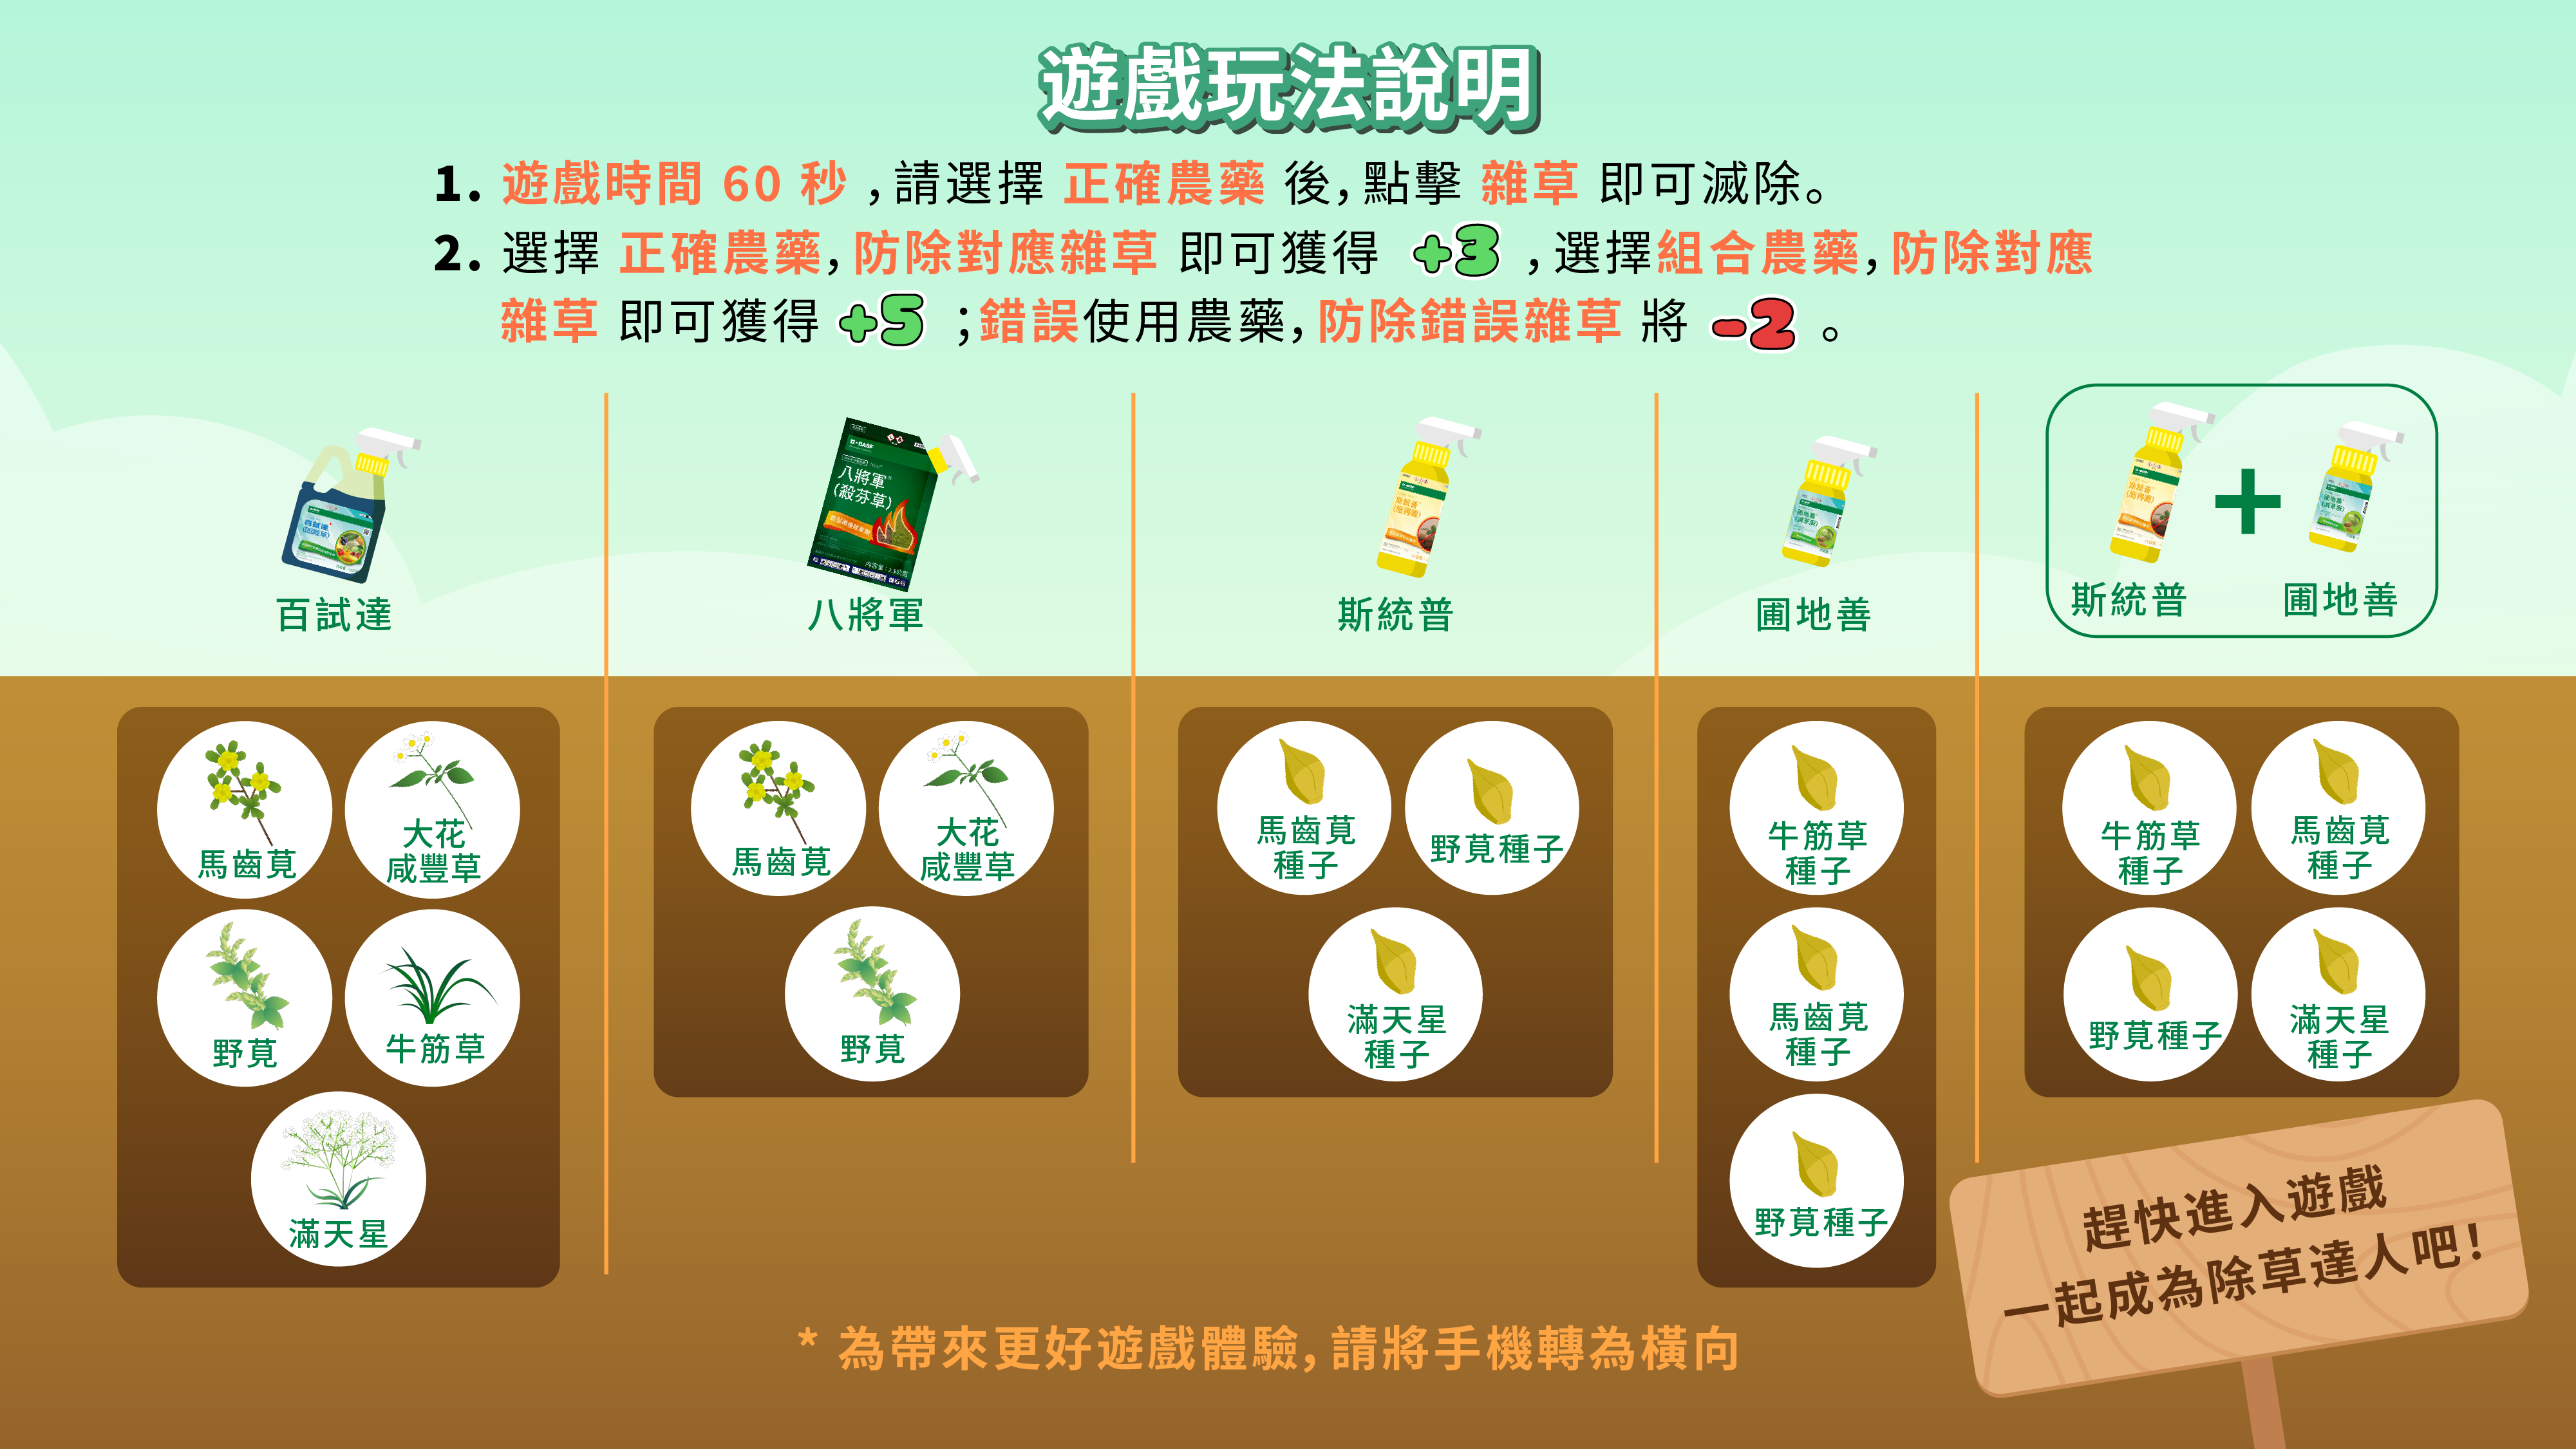 遊戲玩法說明
1. 遊戲時間 60 秒，請選擇 正確農藥 後，點擊 雜草 即可滅除。
2. 選擇 正確農藥，防除對應雜草 即可獲得 +3，選擇組合農藥，防除對應
雜草 即可獲得 +5；錯誤使用農藥，防除錯誤雜草 將 -2。
百試達
八將軍
(殺芬草)
百試達
八將軍
斯統普
圃地善
斯統普
+
圃地善
馬齒莧
大花
咸豐草
野莧
牛筋草
滿天星
馬齒莧
大花
咸豐草
野莧
馬齒莧
種子
野莧種子
滿天星
種子
牛筋草
種子
馬齒莧
種子
野莧種子
牛筋草
種子
馬齒莧
種子
野莧種子
滿天星
種子
趕快進入遊戲
一起成為除草達人吧！
* 為帶來更好遊戲體驗，請將手機轉為橫向